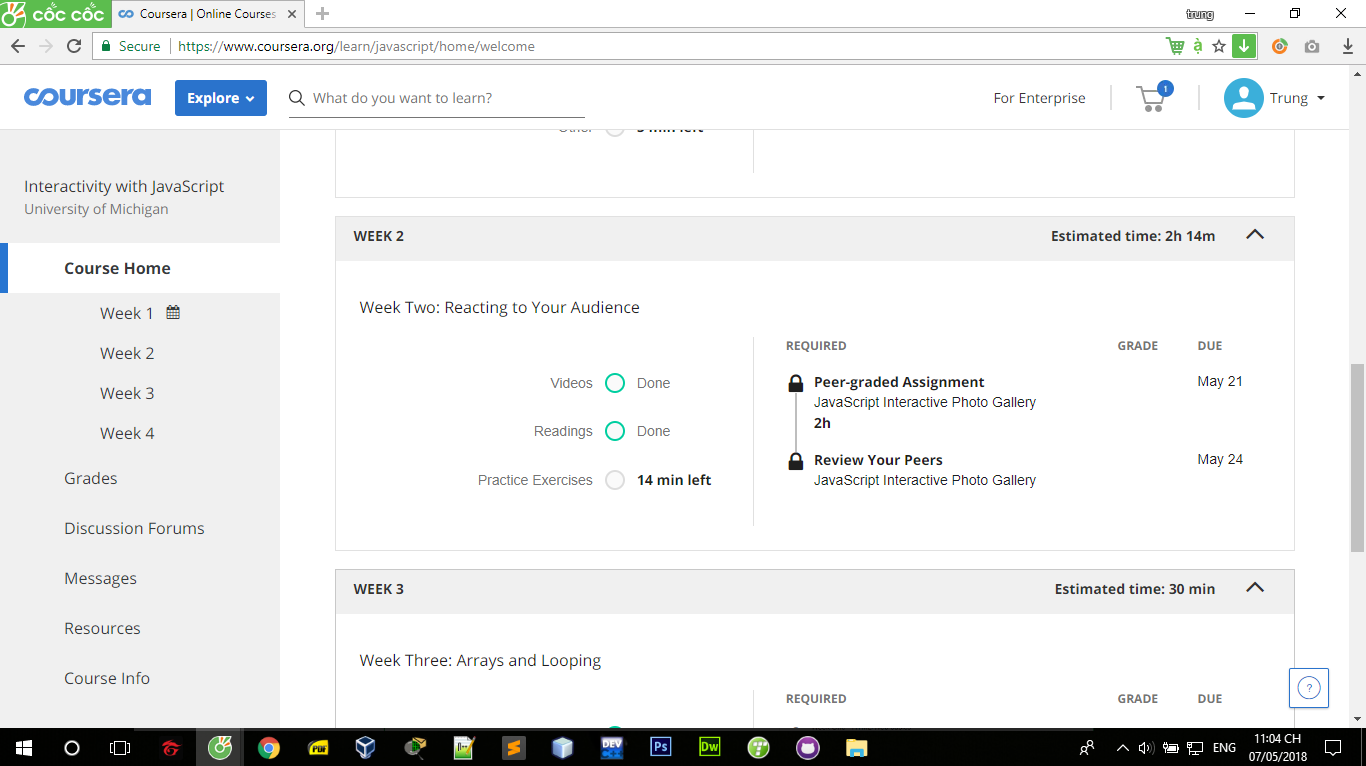 cốc cốc
Coursera | Online Courses
trung
Secure
https://www.coursera.org/learn/javascript/home/welcome
coursera
Explore
What do you want to learn?
For Enterprise
1
Trung
Interactivity with JavaScript
University of Michigan
Course Home
Week 1
Week 2
Week 3
Week 4
Grades
Discussion Forums
Messages
Resources
Course Info
Other
5 min left
WEEK 2
Estimated time: 2h 14m
Week Two: Reacting to Your Audience
Videos
Done
Readings
Done
Practice Exercises
14 min left
REQUIRED
GRADE
DUE
Peer-graded Assignment
May 21
JavaScript Interactive Photo Gallery
2h
Review Your Peers
May 24
JavaScript Interactive Photo Gallery
WEEK 3
Estimated time: 30 min
Week Three: Arrays and Looping
REQUIRED
GRADE
DUE
?
PDF
DEV
Ps
Dw
ENG
11:04 CH
07/05/2018